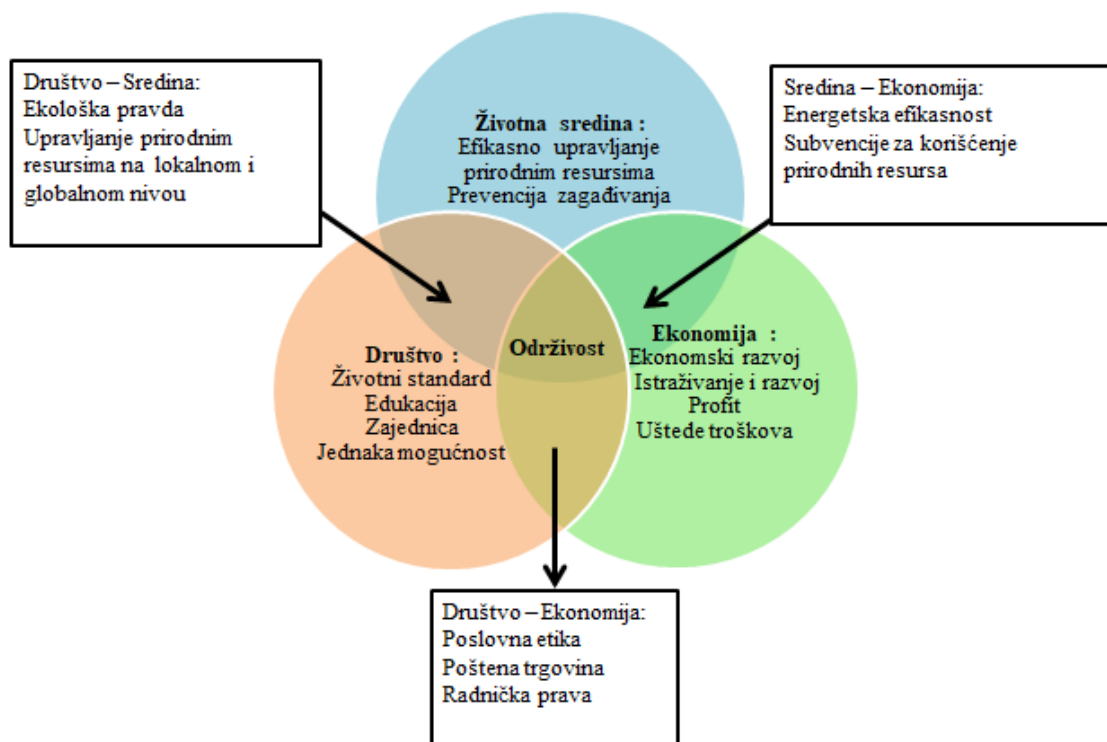 Društvo – Sredina:
Ekološka pravda
Upravljanje prirodnim
resursima na lokalnom i
globalnom nivou
Životna sredina :
Efikasno upravljanje
prirodnim resursima
Prevencija zagađivanja
Sredina – Ekonomija:
Energetska efikasnost
Subvencije za korišćenje
prirodnih resursa
Društvo :
Životni standard
Edukacija
Zajednica
Jednaka mogućnost
Održivost
Ekonomija :
Ekonomski razvoj
Istraživanje i razvoj
Profit
Uštede troškova
Društvo – Ekonomija:
Poslovna etika
Poštena trgovina
Radnička prava